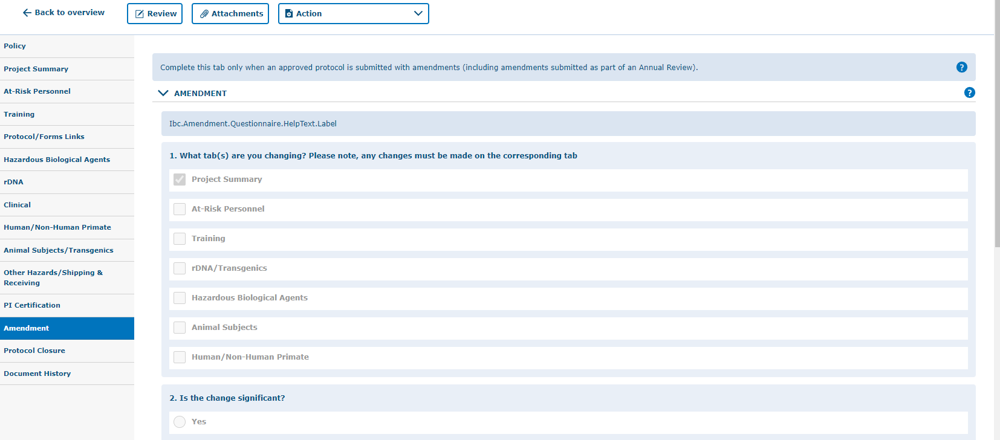 Back to overview
Review
Attachments
Action
Policy
Project Summary
At-Risk Personnel
Training
Protocol/Forms Links
Hazardous Biological Agents
rDNA
Clinical
Human/Non-Human Primate
Animal Subjects/Transgenics
Other Hazards/Shipping &
Receiving
PI Certification
Amendment
Protocol Closure
Document History
Complete this tab only when an approved protocol is submitted with amendments (including amendments submitted as part of an Annual Review).
?
AMENDMENT
?
Ibc.Amendment.Questionnaire.HelpText.Label
1. What tab(s) are you changing? Please note, any changes must be made on the corresponding tab
Project Summary
At-Risk Personnel
Training
rDNA/Transgenics
Hazardous Biological Agents
Animal Subjects
Human/Non-Human Primate
2. Is the change significant?
Yes